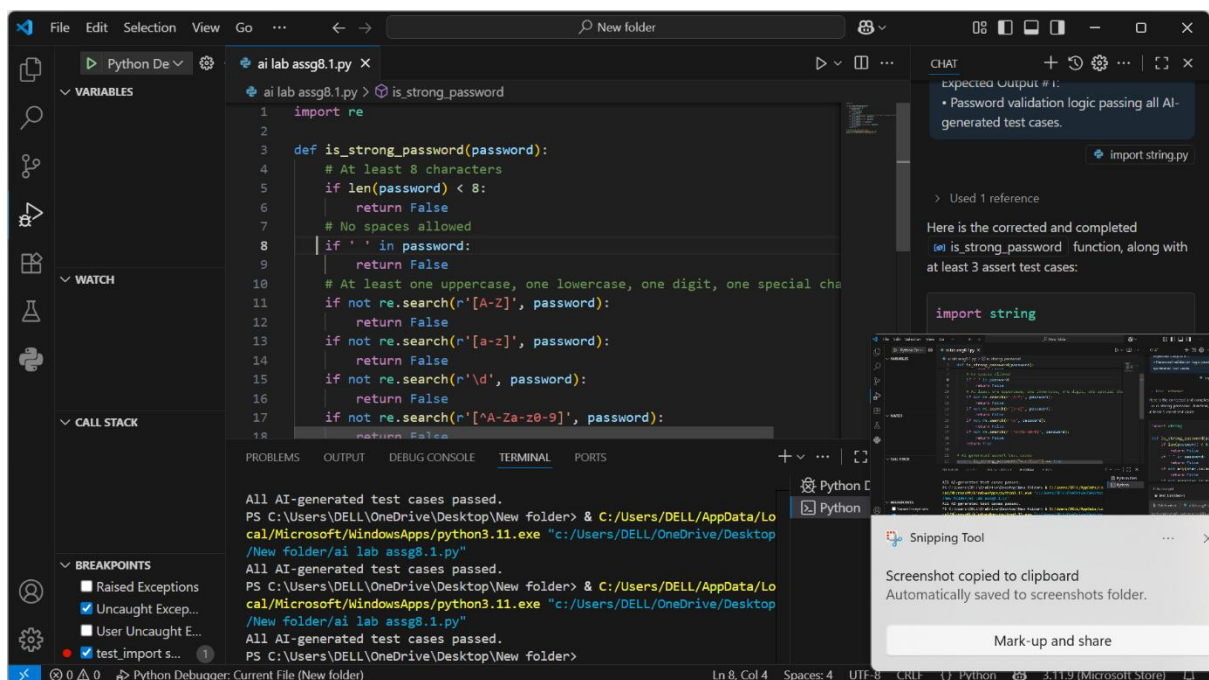 File Edit Selection View Go ··· New folder
Python De
ai lab assg8.1.py
CHAT
VARIABLES
WATCH
CALL STACK
BREAKPOINTS
Raised Exceptions
Uncaught Excep...
User Uncaught E...
test_import s... 1
ai lab assg8.1.py > is_strong_password
1 import re
2
3 def is_strong_password(password):
4 # At least 8 characters
5 if len(password) < 8:
6 return False
7 # No spaces allowed
8 if ' ' in password:
9 return False
10 # At least one uppercase, one lowercase, one digit, one special cha
11 if not re.search(r'[A-Z]', password):
12 return False
13 if not re.search(r'[a-z]', password):
14 return False
15 if not re.search(r'\d', password):
16 return False
17 if not re.search(r'[^A-Za-z0-9]', password):
18 return False
PROBLEMS OUTPUT DEBUG CONSOLE TERMINAL PORTS
All AI-generated test cases passed.
PS C:\Users\DELL\OneDrive\Desktop\New folder> & C:/Users/DELL/AppData/Lo
cal/Microsoft/WindowsApps/python3.11.exe "c:/Users/DELL/OneDrive/Desktop
/New folder/ai lab assg8.1.py"
All AI-generated test cases passed.
PS C:\Users\DELL\OneDrive\Desktop\New folder> & C:/Users/DELL/AppData/Lo
cal/Microsoft/WindowsApps/python3.11.exe "c:/Users/DELL/OneDrive/Desktop
/New folder/ai lab assg8.1.py"
All AI-generated test cases passed.
PS C:\Users\DELL\OneDrive\Desktop\New folder>
Python D
Python
Expected Output #1:
• Password validation logic passing all AI-
generated test cases.
import string.py
> Used 1 reference
Here is the corrected and completed
is_strong_password function, along with
at least 3 assert test cases:
import string
Snipping Tool
Screenshot copied to clipboard
Automatically saved to screenshots folder.
Mark-up and share
0 0 Python Debugger: Current File (New folder)
Ln 8, Col 4 Spaces: 4 UTF-8 CRLF {} Python 3.11.9 (Microsoft Store)